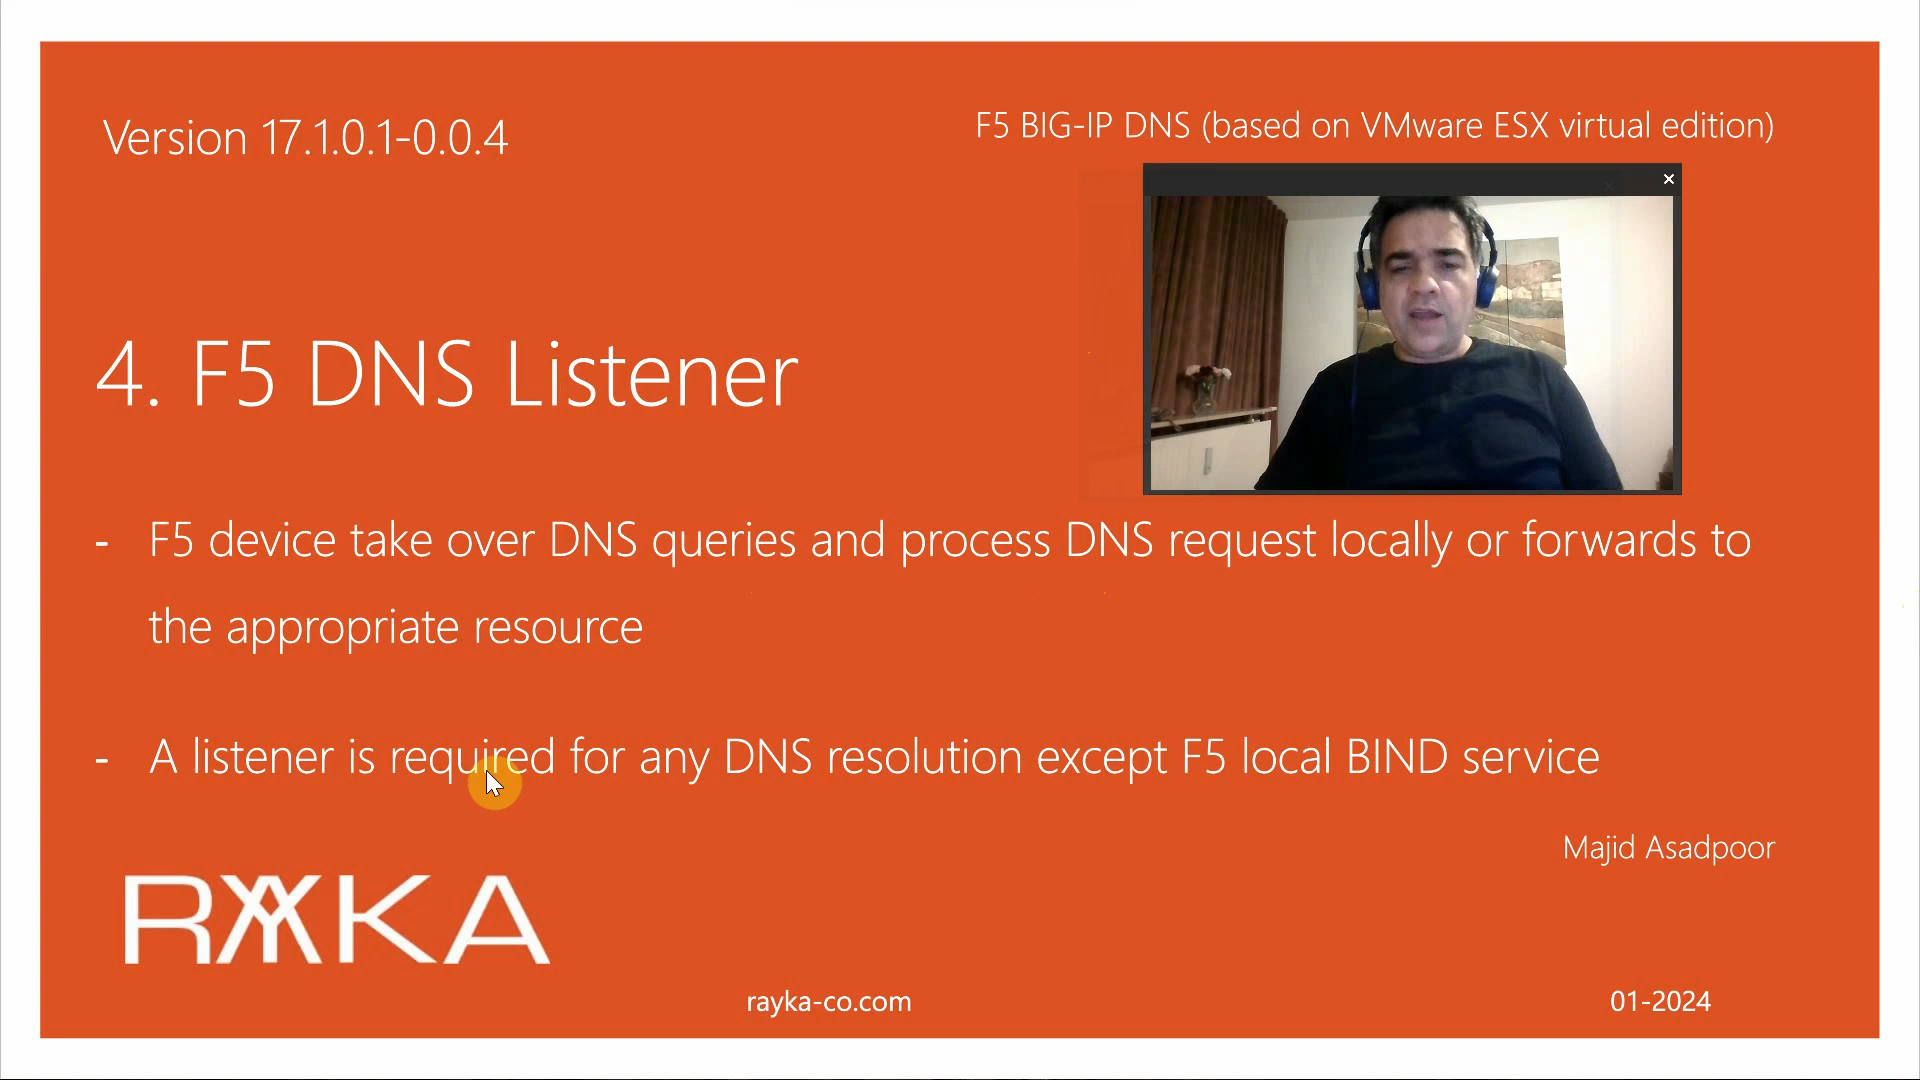 Version 17.1.0.1-0.0.4
F5 BIG-IP DNS (based on VMware ESX virtual edition)
4. F5 DNS Listener
- F5 device take over DNS queries and process DNS request locally or forwards to
the appropriate resource
- A listener is required for any DNS resolution except F5 local BIND service
Majid Asadpoor
RAYKA
rayka-co.com
01-2024